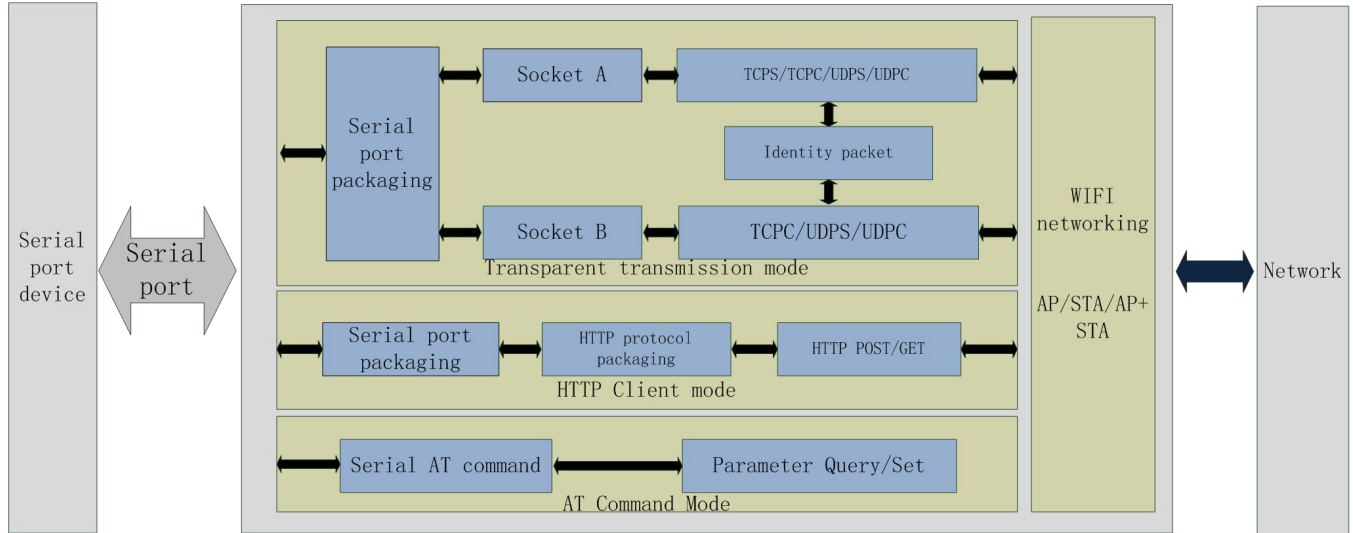 Serial
port
device
Serial
port
Serial
port
packaging
Socket A
TCPS/TCPC/UDPS/UDPC
Identity packet
Socket B
TCPC/UDPS/UDPC
Transparent transmission mode
Serial port
packaging
HTTP protocol
packaging
HTTP POST/GET
HTTP Client mode
Serial AT command
Parameter Query/Set
AT Command Mode
WIFI
networking
AP/STA/AP+
STA
Network